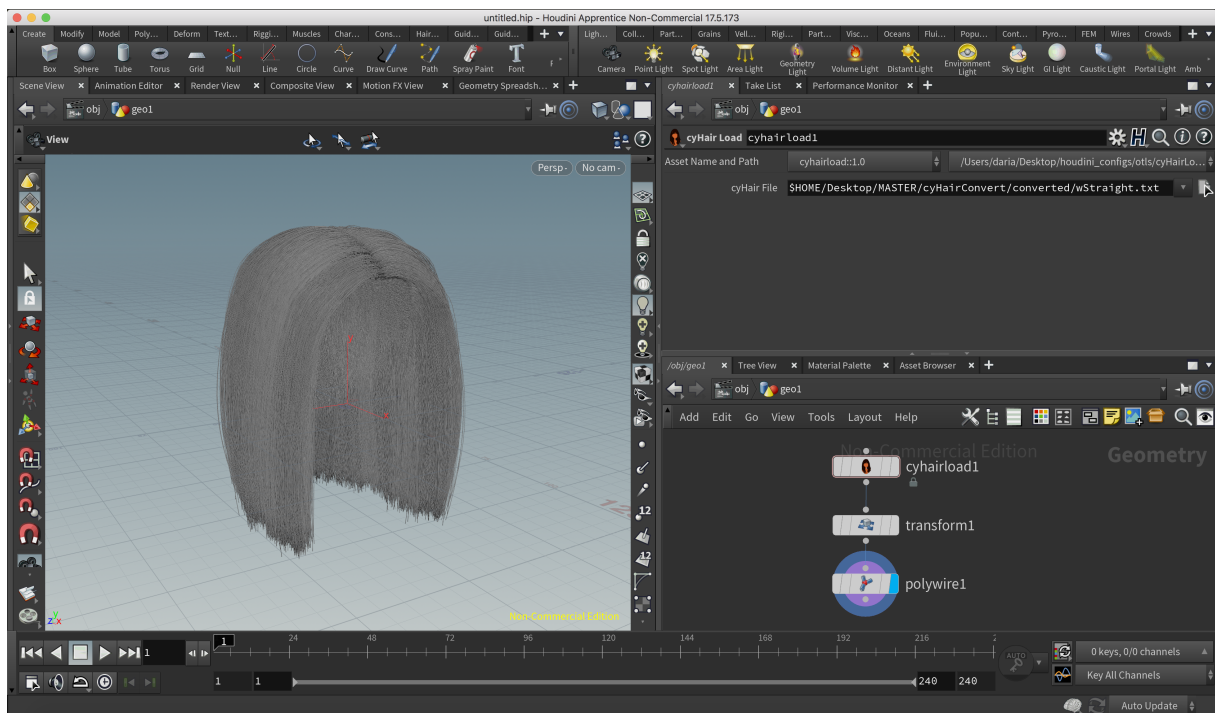 untitled.hip - Houdini Apprentice Non-Commercial 17.5.173
Create Modify Model Poly... Deform Text... Riggi... Muscles Char... Cons... Hair... Guid... Guid...
Ligh... Coll... Part... Grains Vell... Rigi... Part... Visc... Oceans Flui... Popu... Cont... Pyro... FEM Wires Crowds
Box Sphere Tube Torus Grid Null Line Circle Curve Draw Curve Path Spray Paint Font
Camera Point Light Spot Light Area Light Geometry Light Volume Light Distant Light Environment Light Sky Light GI Light Caustic Light Portal Light Amb
Scene View Animation Editor Render View Composite View Motion FX View Geometry Spreadsh...
obj geo1
View
Persp No cam
Non-Commercial Edition
cyhairload1 Take List Performance Monitor
obj geo1
cyHair Load cyhairload1
Asset Name and Path cyhairload::1.0 /Users/daria/Desktop/houdini_configs/otls/cyHairLo...
cyHair File $HOME/Desktop/MASTER/cyHairConvert/converted/wStraight.txt
/obj/geo1 Tree View Material Palette Asset Browser
obj geo1
Add Edit Go View Tools Layout Help
Non-Commercial Edition Geometry
cyhairload1
transform1
polywire1
12
12
z y x
1 1 24 48 72 96 120 144 168 192 216 2
AUTO
0 keys, 0/0 channels
1 1 240 240
Key All Channels
Auto Update